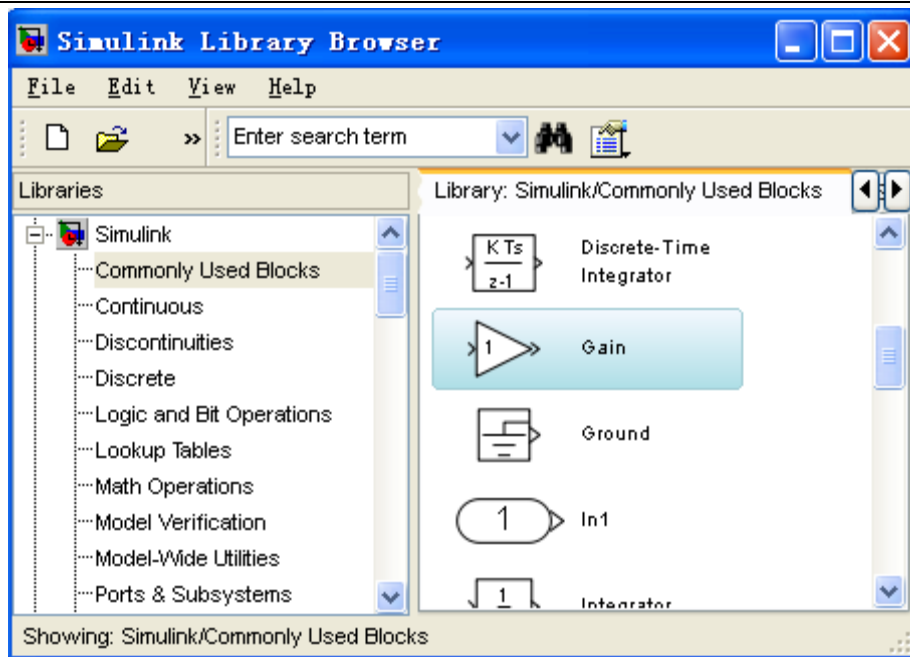 Simulink Library Browser
File Edit View Help
» Enter search term
Libraries
Library: Simulink/Commonly Used Blocks
Simulink
Commonly Used Blocks
Continuous
Discontinuities
Discrete
Logic and Bit Operations
Lookup Tables
Math Operations
Model Verification
Model-Wide Utilities
Ports & Subsystems
K Ts
z-1
Discrete-Time
Integrator
1
Gain
Ground
1
In1
1
Integrator
Showing: Simulink/Commonly Used Blocks